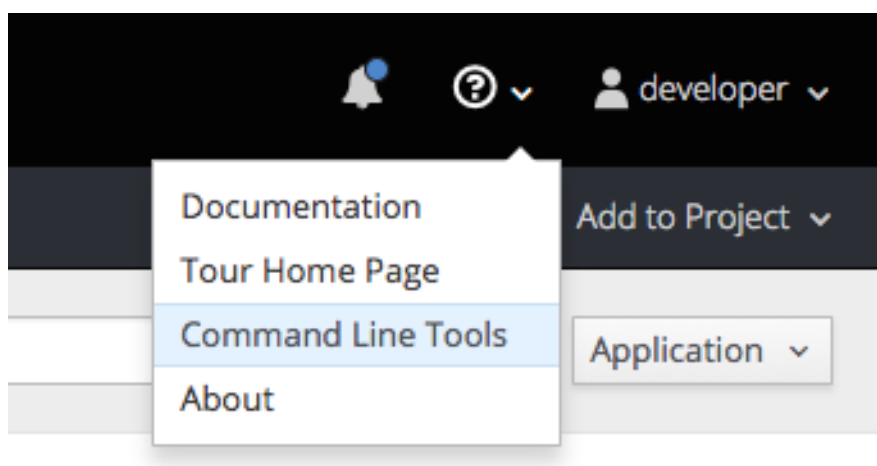 developer
Documentation
Add to Project
Tour Home Page
Command Line Tools
Application
About